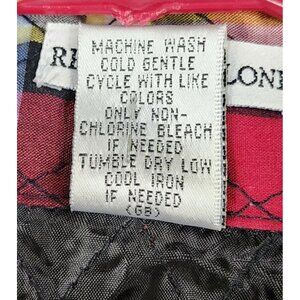 MACHINE WASH
COLD GENTLE
CYCLE WITH LIKE
COLORS
ONLY NON-
CHLORINE BLEACH
IF NEEDED
TUMBLE DRY LOW
COOL IRON
IF NEEDED
(GB)